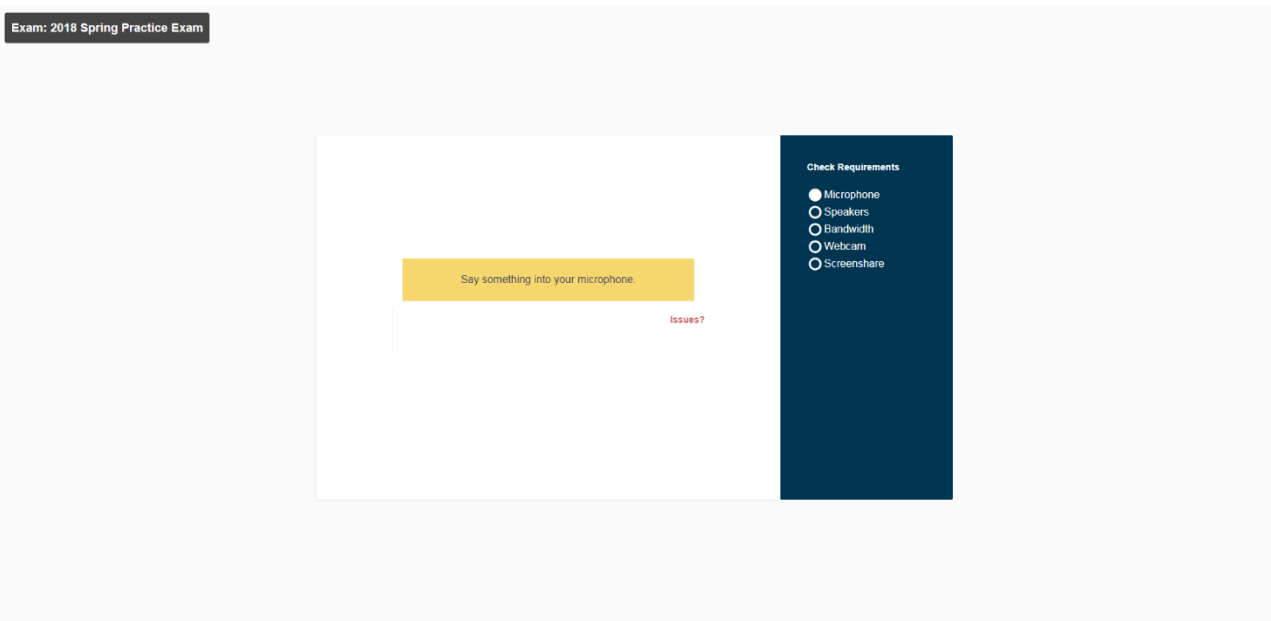 Exam: 2018 Spring Practice Exam
Say something into your microphone.
Issues?
Check Requirements
Microphone
Speakers
Bandwidth
Webcam
Screenshare